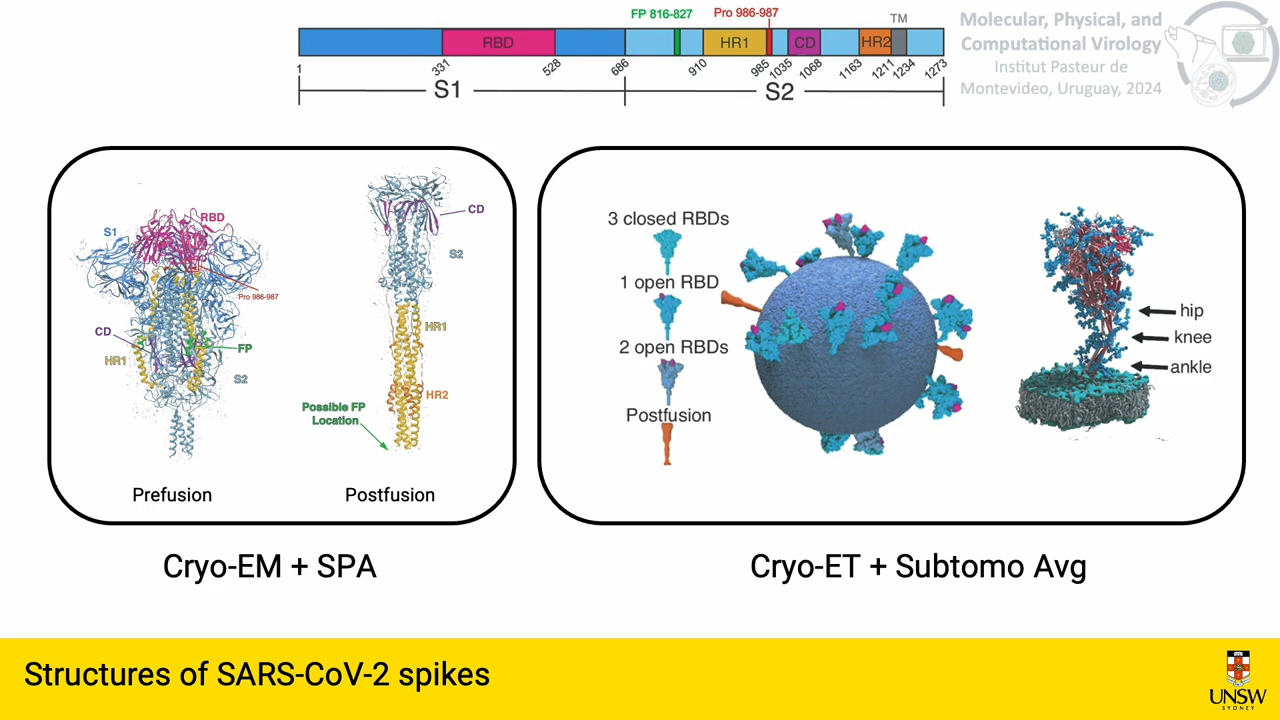 FP 816-827
Pro 986-987
TM
RBD
HR1
CD
HR2
1
331
528
686
910
985
1035
1068
1163
1211
1234
1273
S1
S2
Molecular, Physical, and
Computational Virology
Institut Pasteur de
Montevideo, Uruguay, 2024
RBD
S1
Pro 986-987
CD
FP
HR1
S2
Prefusion
CD
S2
HR1
HR2
Possible FP
Location
Postfusion
3 closed RBDs
1 open RBD
2 open RBDs
Postfusion
hip
knee
ankle
Cryo-EM + SPA
Cryo-ET + Subtomo Avg
Structures of SARS-CoV-2 spikes
UNSW
SYDNEY